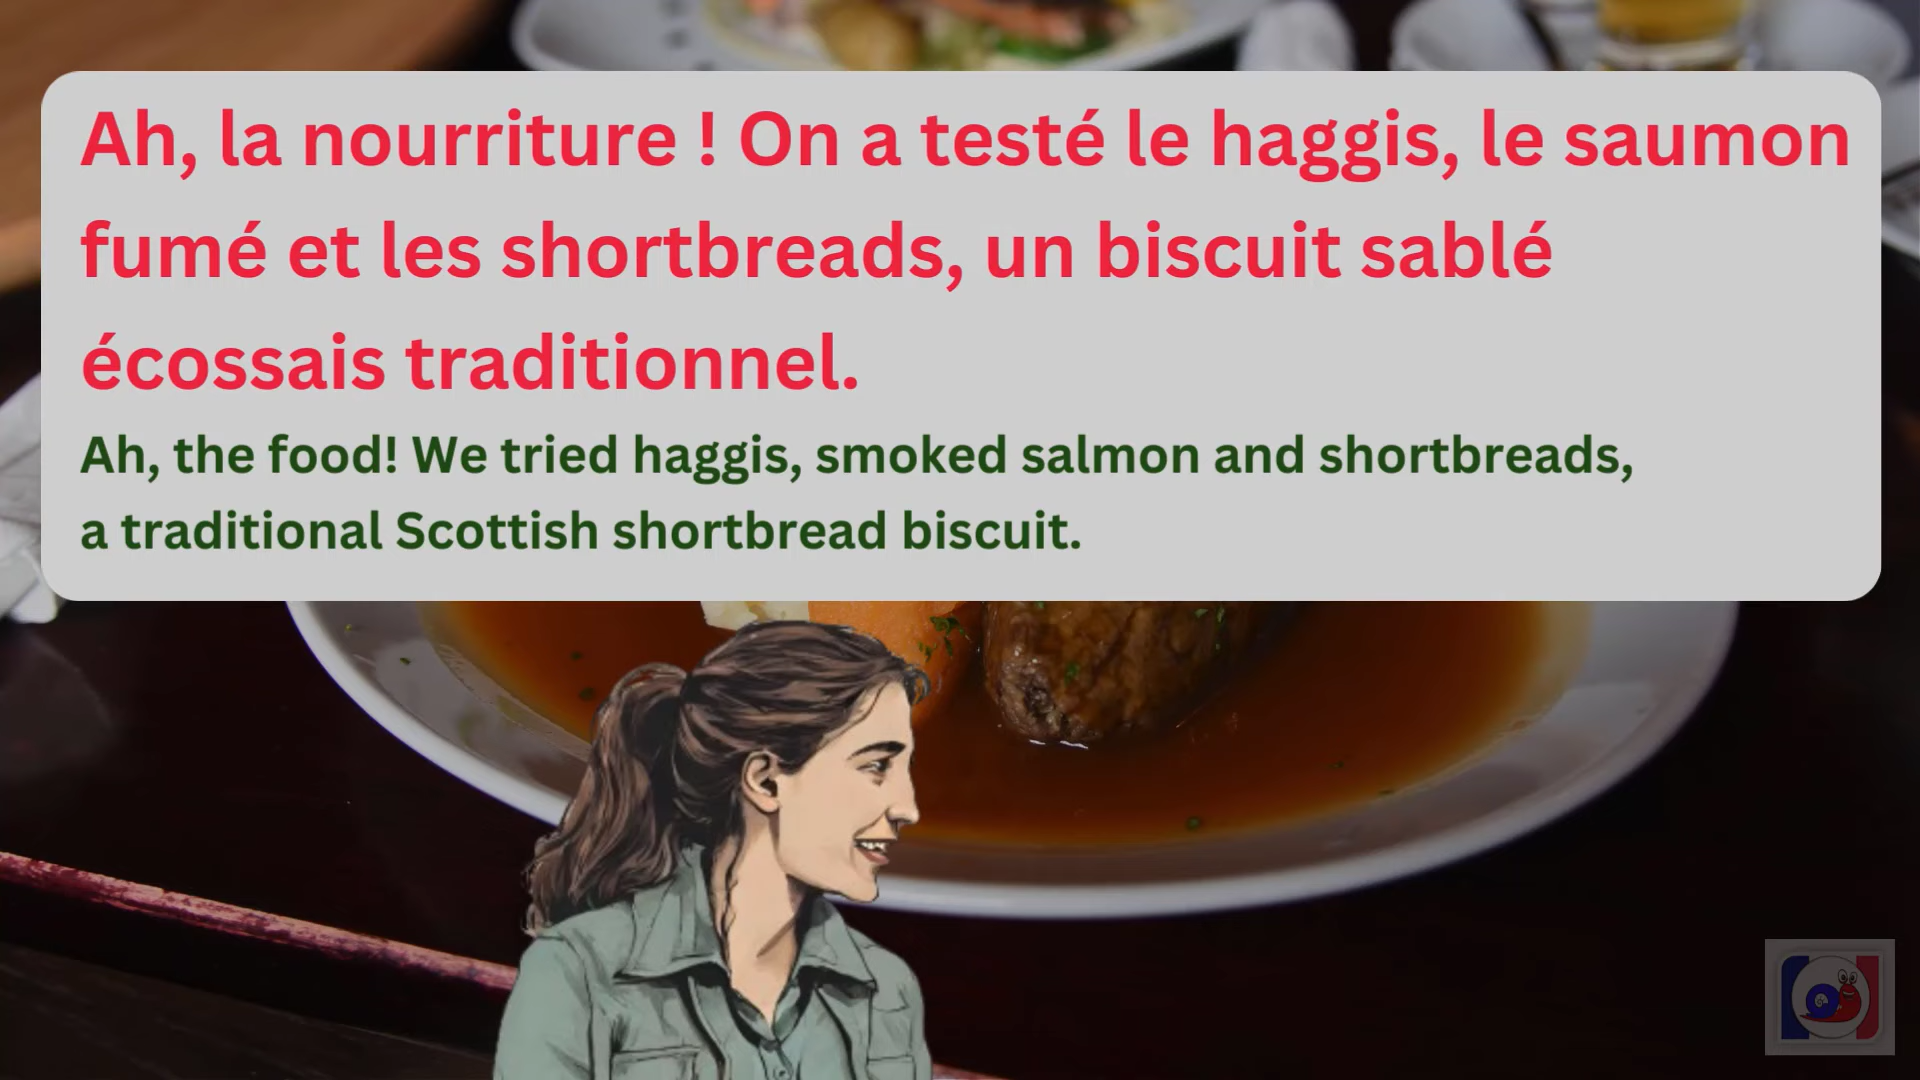 Ah, la nourriture ! On a testé le haggis, le saumon
fumé et les shortbreads, un biscuit sablé
écossais traditionnel.
Ah, the food! We tried haggis, smoked salmon and shortbreads,
a traditional Scottish shortbread biscuit.